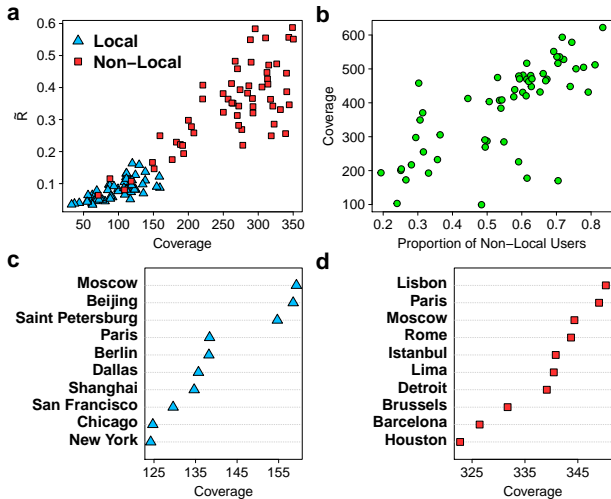 a
Local
Non−Local
R̃
0.6
0.5
0.4
0.3
0.2
0.1
50 100 150 200 250 300 350
Coverage
b
Coverage
600
500
400
300
200
100
0.2 0.3 0.4 0.5 0.6 0.7 0.8
Proportion of Non−Local Users
c
Moscow
Beijing
Saint Petersburg
Paris
Berlin
Dallas
Shanghai
San Francisco
Chicago
New York
125 135 145 155
Coverage
d
Lisbon
Paris
Moscow
Rome
Istanbul
Lima
Detroit
Brussels
Barcelona
Houston
325 335 345
Coverage